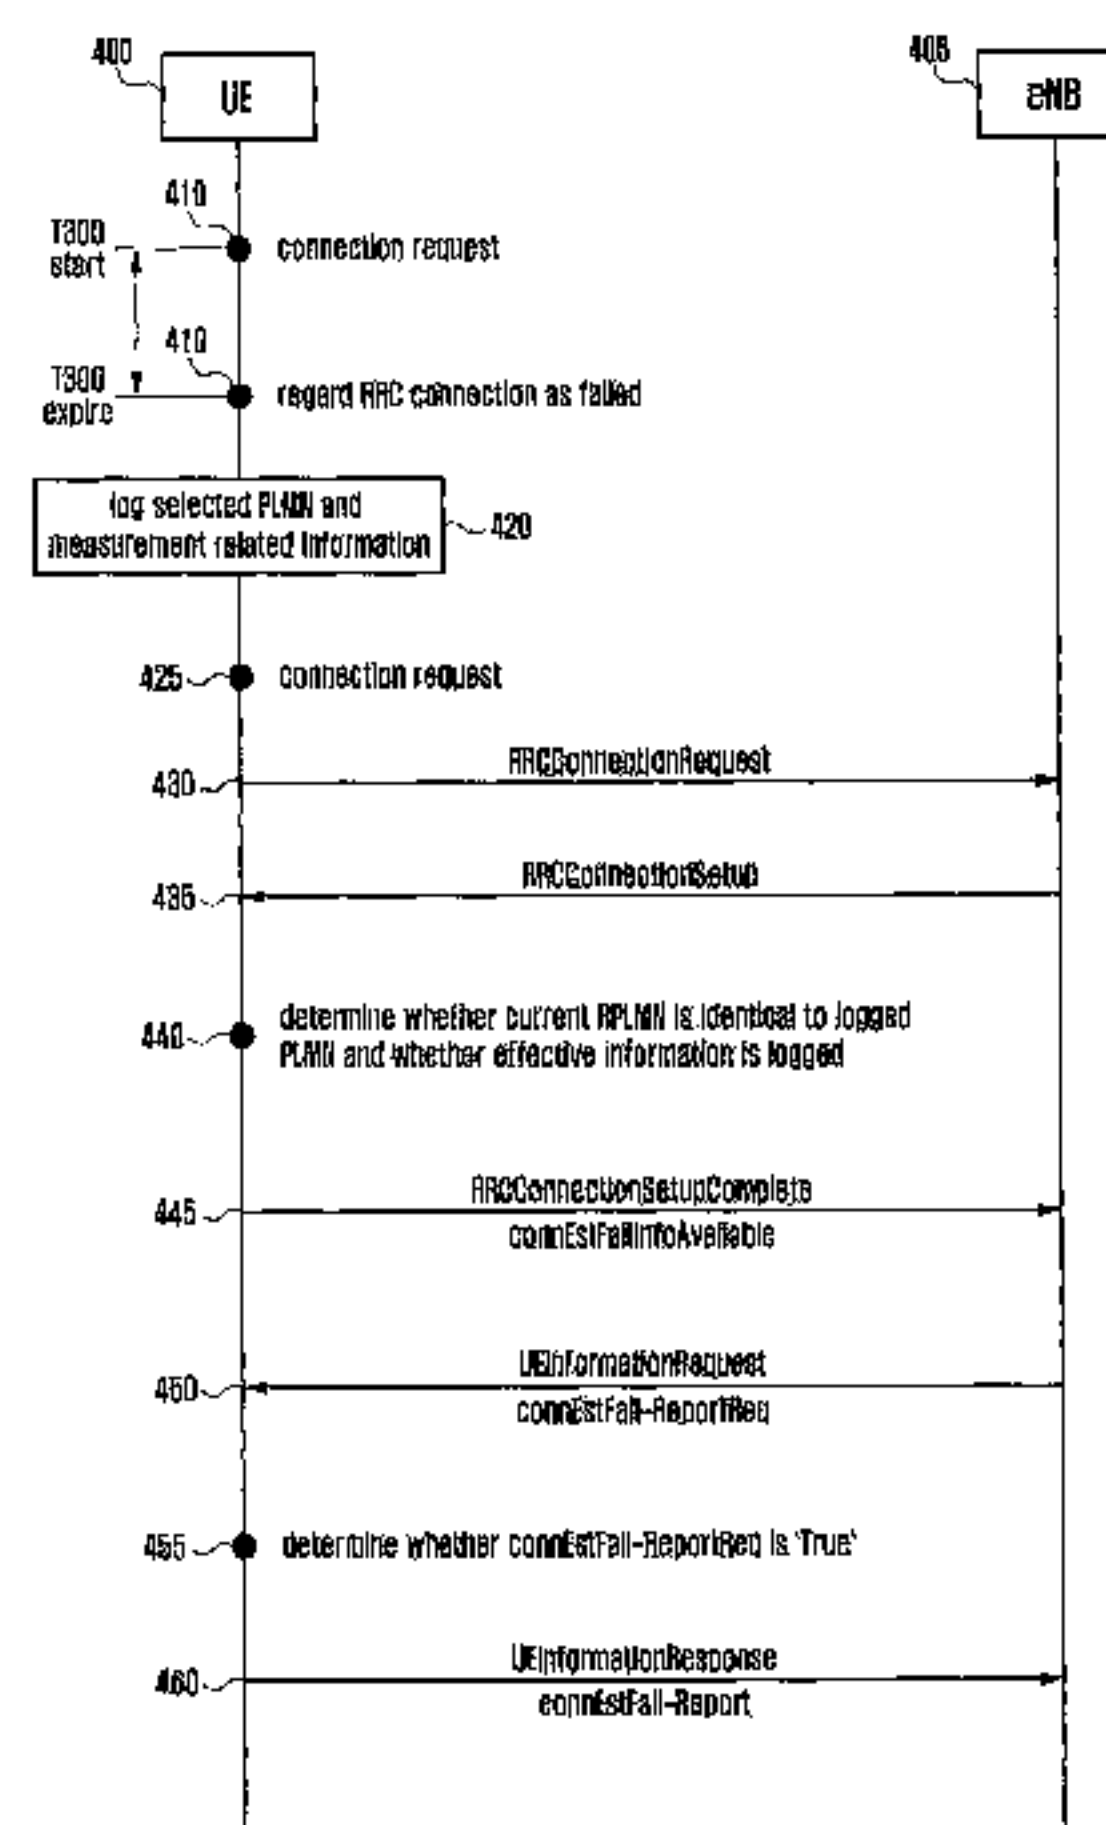 400
UE
405
eNB
410
T300
start
connection request
410
T300
expire
regard RRC connection as failed
log selected PLMN and
measurement related information
420
425
connection request
RRCConnectionRequest
430
RRCConnectionSetup
435
determine whether current RPLMN is identical to logged
PLMN and whether effective information is logged
440
RRCConnectionSetupComplete
445
connEstFailInfoAvailable
UEInformationRequest
450
connEstFail-ReportReq
455
determine whether connEstFail-ReportReq is 'True'
UEInformationResponse
460
connEstFail-Report